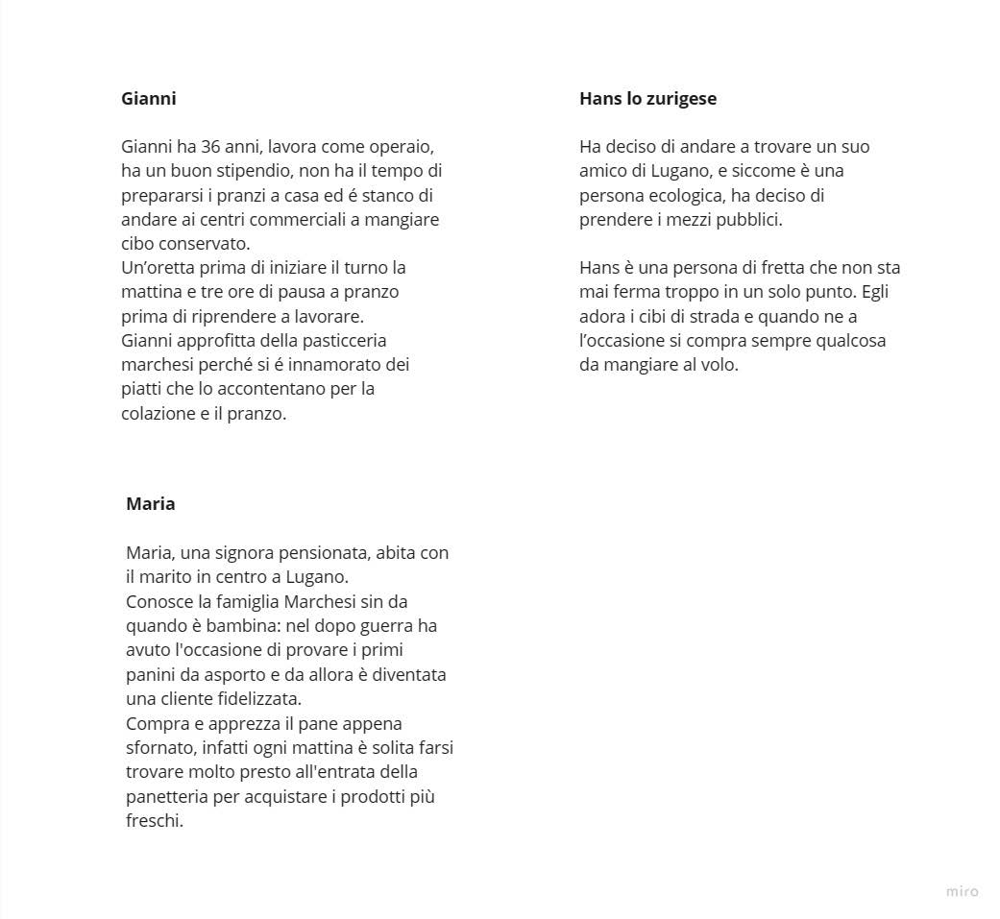 Gianni
Gianni ha 36 anni, lavora come operaio,
ha un buon stipendio, non ha il tempo di
prepararsi i pranzi a casa ed é stanco di
andare ai centri commerciali a mangiare
cibo conservato.
Un’oretta prima di iniziare il turno la
mattina e tre ore di pausa a pranzo
prima di riprendere a lavorare.
Gianni approfitta della pasticceria
marchesi perché si é innamorato dei
piatti che lo accontentano per la
colazione e il pranzo.
Hans lo zurigese
Ha deciso di andare a trovare un suo
amico di Lugano, e siccome è una
persona ecologica, ha deciso di
prendere i mezzi pubblici.
Hans è una persona di fretta che non sta
mai ferma troppo in un solo punto. Egli
adora i cibi di strada e quando ne a
l’occasione si compra sempre qualcosa
da mangiare al volo.
Maria
Maria, una signora pensionata, abita con
il marito in centro a Lugano.
Conosce la famiglia Marchesi sin da
quando è bambina: nel dopo guerra ha
avuto l'occasione di provare i primi
panini da asporto e da allora è diventata
una cliente fidelizzata.
Compra e apprezza il pane appena
sfornato, infatti ogni mattina è solita farsi
trovare molto presto all'entrata della
panetteria per acquistare i prodotti più
freschi.
miro